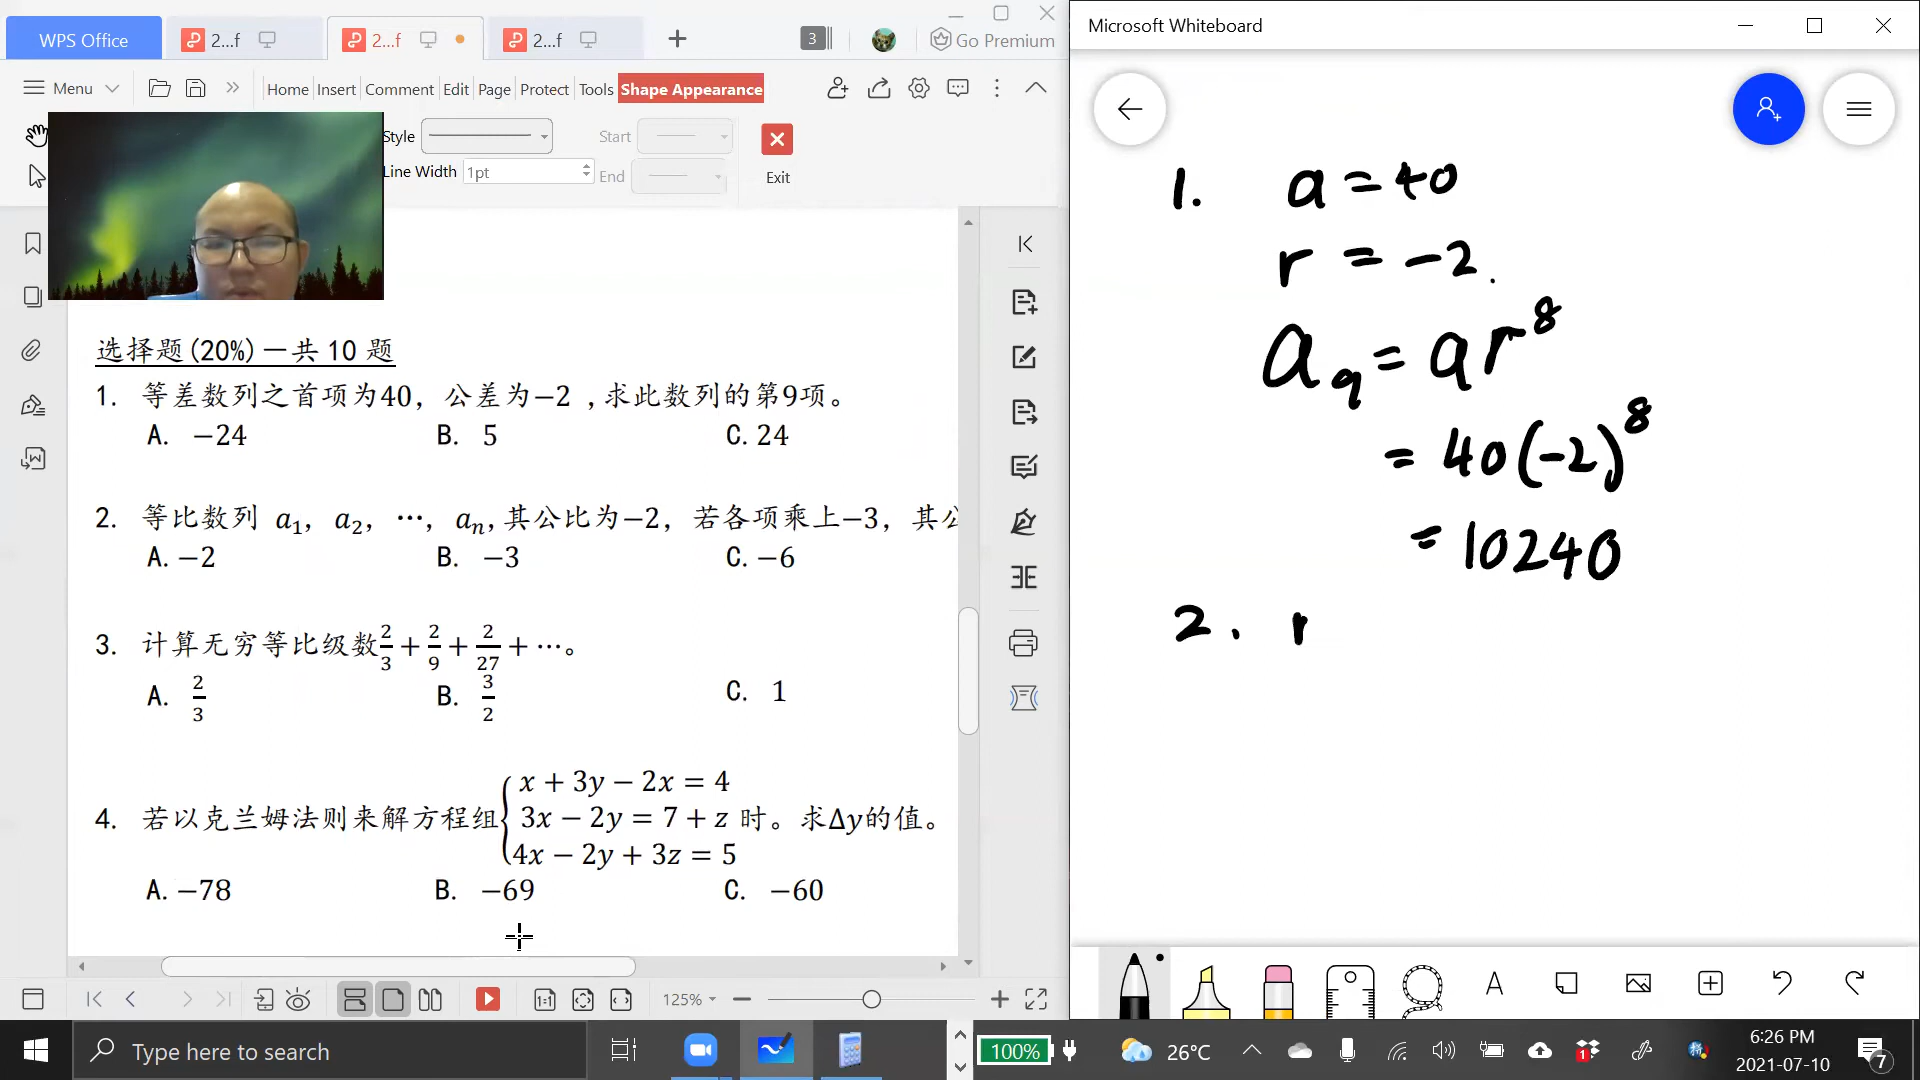 WPS Office
2...f
2...f
2...f
3
Go Premium
Menu
Home Insert Comment Edit Page Protect Tools Shape Appearance
Style
Start
Line Width 1pt
End
Exit
选择题(20%)－共10题
1. 等差数列之首项为40，公差为−2，求此数列的第9项。
A. −24 B. 5 C. 24
2. 等比数列 a₁, a₂, ⋯, aₙ, 其公比为−2，若各项乘上−3，其公
A. −2 B. −3 C. −6
3. 计算无穷等比级数 2/3 + 2/9 + 2/27 + ⋯。
A. 2/3 B. 3/2 C. 1
x + 3y − 2x = 4
4. 若以克兰姆法则来解方程组 3x − 2y = 7 + z 时。求Δy的值。
4x − 2y + 3z = 5
A. −78 B. −69 C. −60
125%
Microsoft Whiteboard
1. a = 40
r = −2.
a₉ = ar⁸
= 40(−2)⁸
= 10240
2. r
Type here to search
100%
26°C
1
6:26 PM
2021-07-10
7